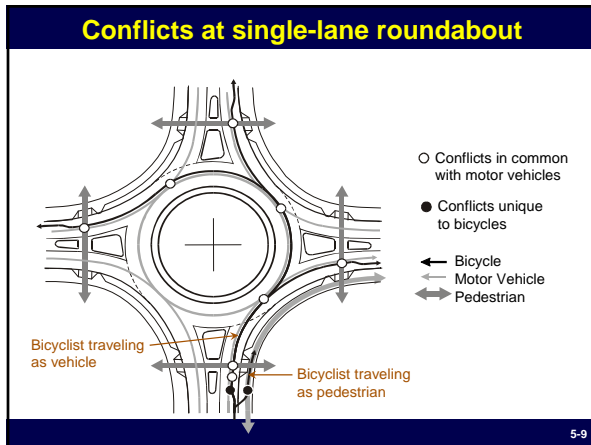 Conflicts at single-lane roundabout
Conflicts in common
with motor vehicles
Conflicts unique
to bicycles
Bicycle
Motor Vehicle
Pedestrian
Bicyclist traveling
as vehicle
Bicyclist traveling
as pedestrian
5-9